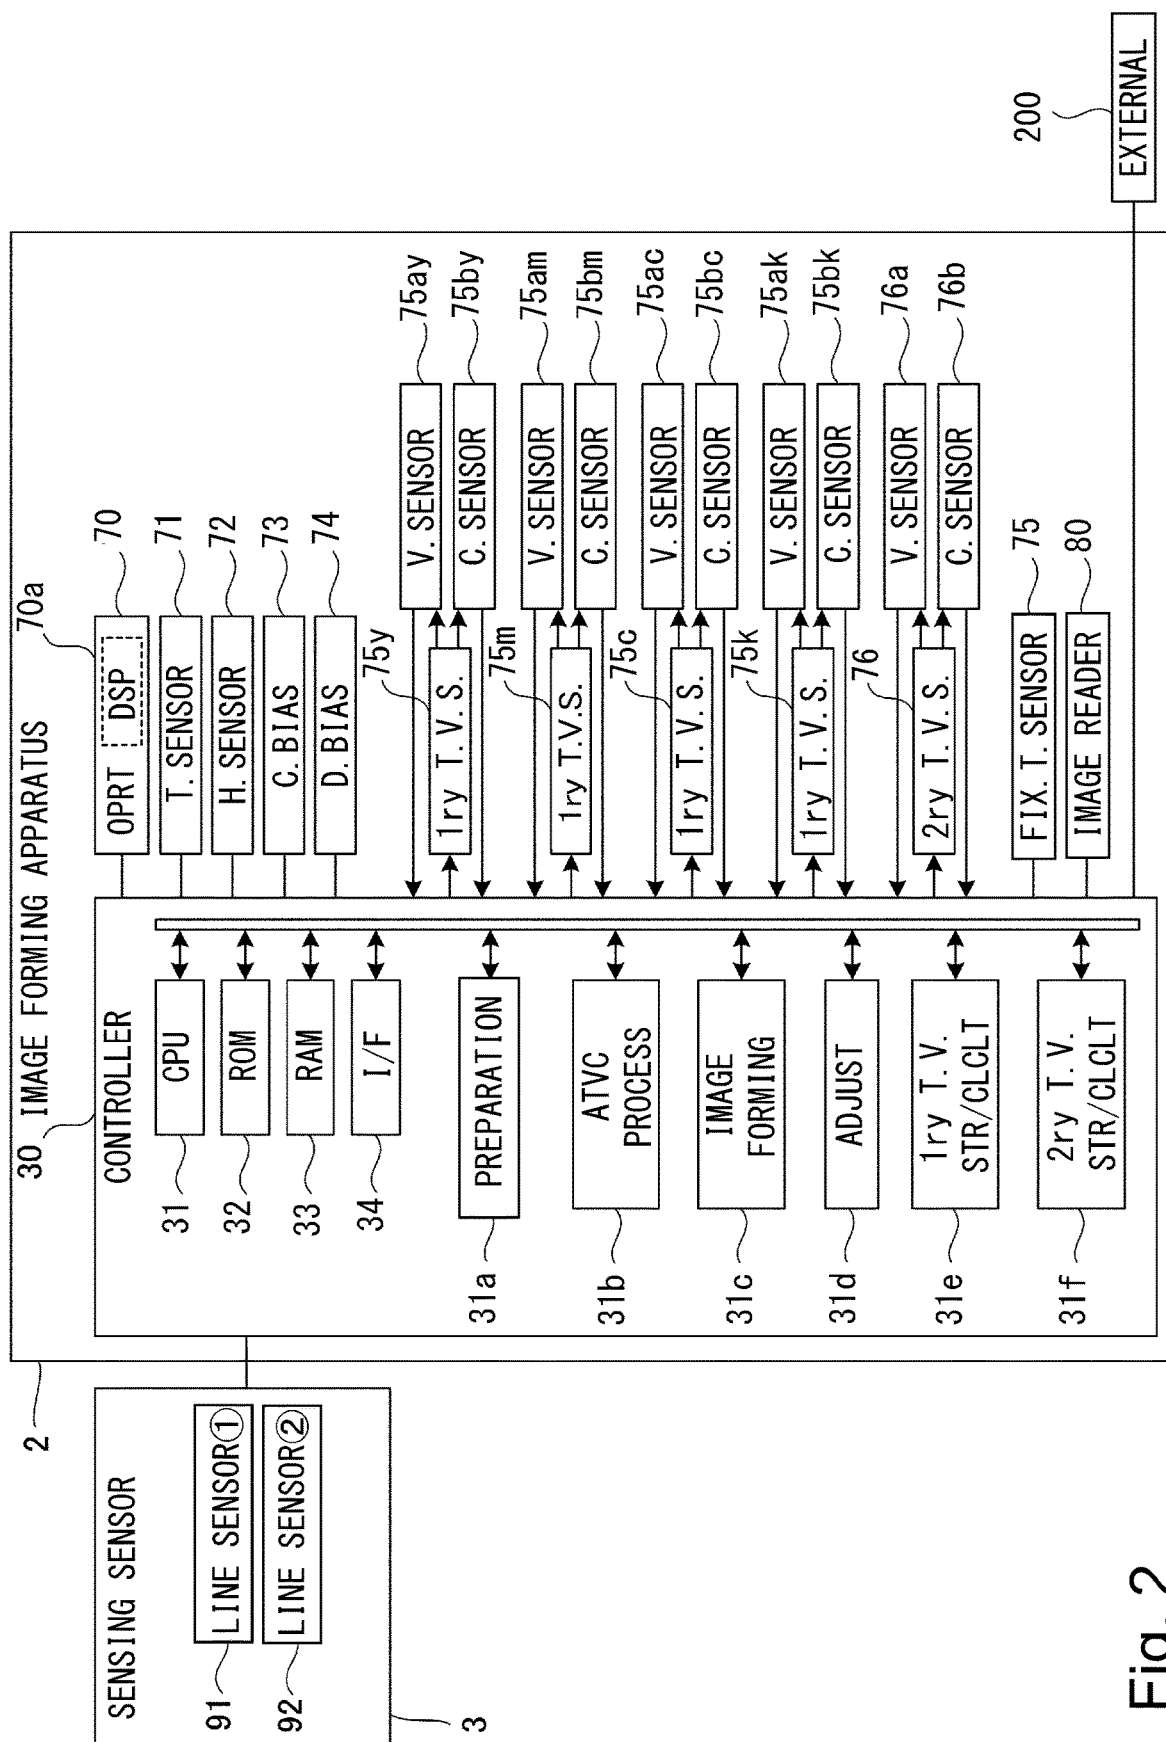 IMAGE FORMING APPARATUS
2
30
CONTROLLER
CPU
31
ROM
32
RAM
33
I/F
34
PREPARATION
31a
ATVC
PROCESS
31b
IMAGE
FORMING
31c
ADJUST
31d
1ry T.V.
STR/CLCLT
31e
2ry T.V.
STR/CLCLT
31f
70a
OPRT DSP
70
T.SENSOR
71
H.SENSOR
72
C.BIAS
73
D.BIAS
74
1ry T.V.S.
75y
V.SENSOR
75ay
C.SENSOR
75by
1ry T.V.S.
75m
V.SENSOR
75am
C.SENSOR
75bm
1ry T.V.S.
75c
V.SENSOR
75ac
C.SENSOR
75bc
1ry T.V.S.
75k
V.SENSOR
75ak
C.SENSOR
75bk
2ry T.V.S.
76
V.SENSOR
76a
C.SENSOR
76b
FIX.T.SENSOR
75
IMAGE READER
80
EXTERNAL
200
SENSING SENSOR
LINE SENSOR①
91
LINE SENSOR②
92
3
Fig. 2